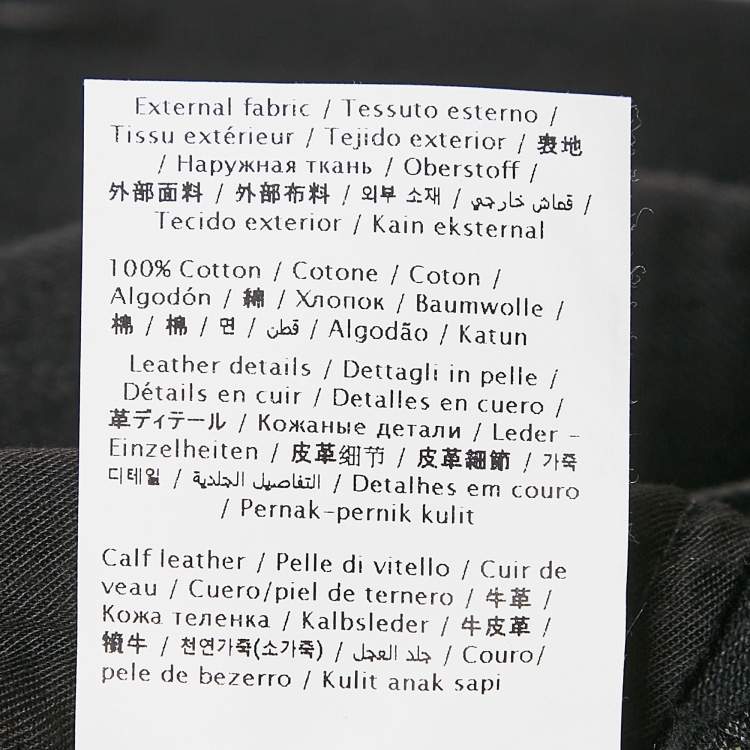 External fabric / Tessuto esterno /
Tissu extérieur / Tejido exterior / 表地
/ Наружная ткань / Oberstoff /
外部面料 / 外部布料 / 외부 소재 / قماش خارجي /
Tecido exterior / Kain eksternal
100% Cotton / Cotone / Coton /
Algodón / 綿 / Хлопок / Baumwolle /
棉 / 棉 / 면 / قطن / Algodão / Katun
Leather details / Dettagli in pelle /
Détails en cuir / Detalles en cuero /
革ディテール / Кожаные детали / Leder -
Einzelheiten / 皮革细节 / 皮革細節 / 가죽
디테일 / التفاصيل الجلدية / Detalhes em couro
/ Pernak-pernik kulit
Calf leather / Pelle di vitello / Cuir de
veau / Cuero/piel de ternero / 牛革 /
Кожа теленка / Kalbsleder / 牛皮革 /
犢牛 / 천연가죽(소가죽) / جلد العجل / Couro/
pele de bezerro / Kulit anak sapi